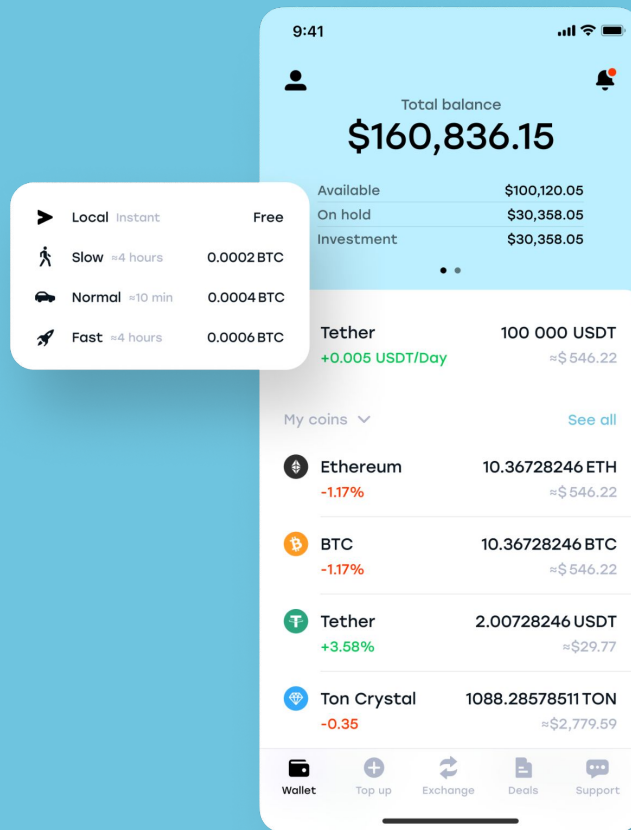 9:41
Total balance
$160,836.15
Available $100,120.05
On hold $30,358.05
Investment $30,358.05
Local Instant Free
Slow ≈4 hours 0.0002 BTC
Normal ≈10 min 0.0004 BTC
Fast ≈4 hours 0.0006 BTC
Tether 100 000 USDT
+0.005 USDT/Day ≈$546.22
My coins See all
Ethereum 10.36728246 ETH
-1.17% ≈$546.22
BTC 10.36728246 BTC
-1.17% ≈$546.22
Tether 2.00728246 USDT
+3.58% ≈$29.77
Ton Crystal 1088.28578511 TON
-0.35 ≈$2,779.59
Wallet Top up Exchange Deals Support